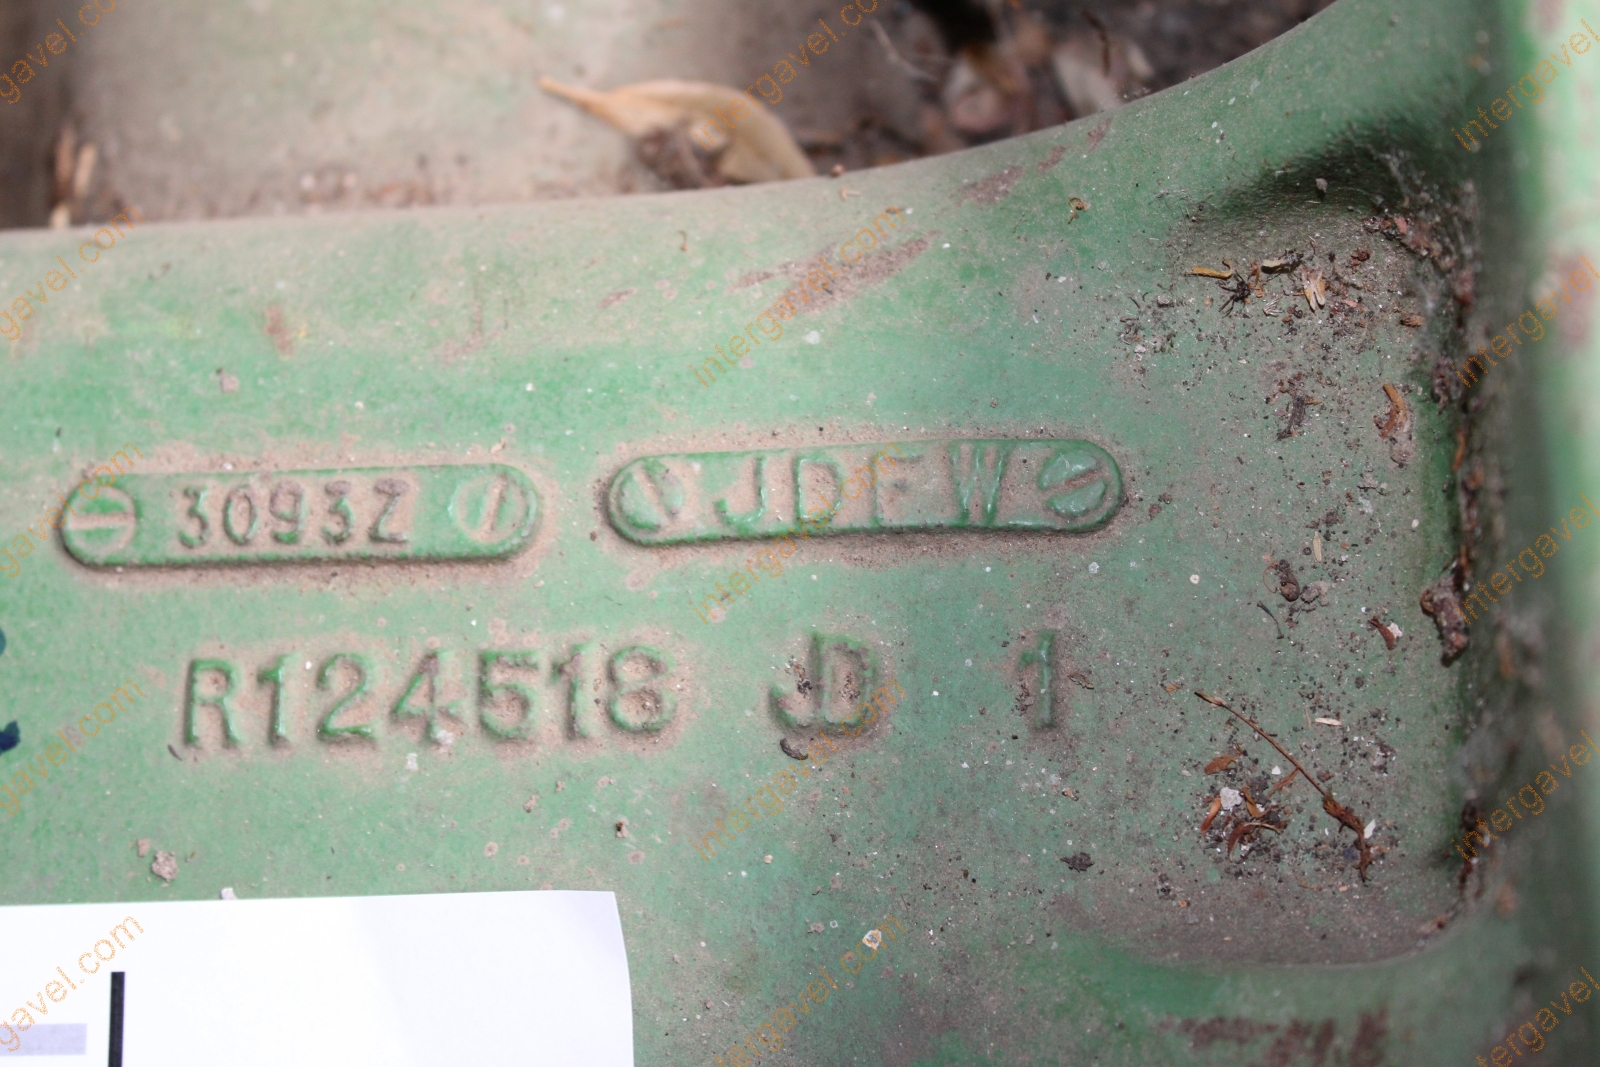 3093Z JDFW
R124518 JD 1
intergavel.com